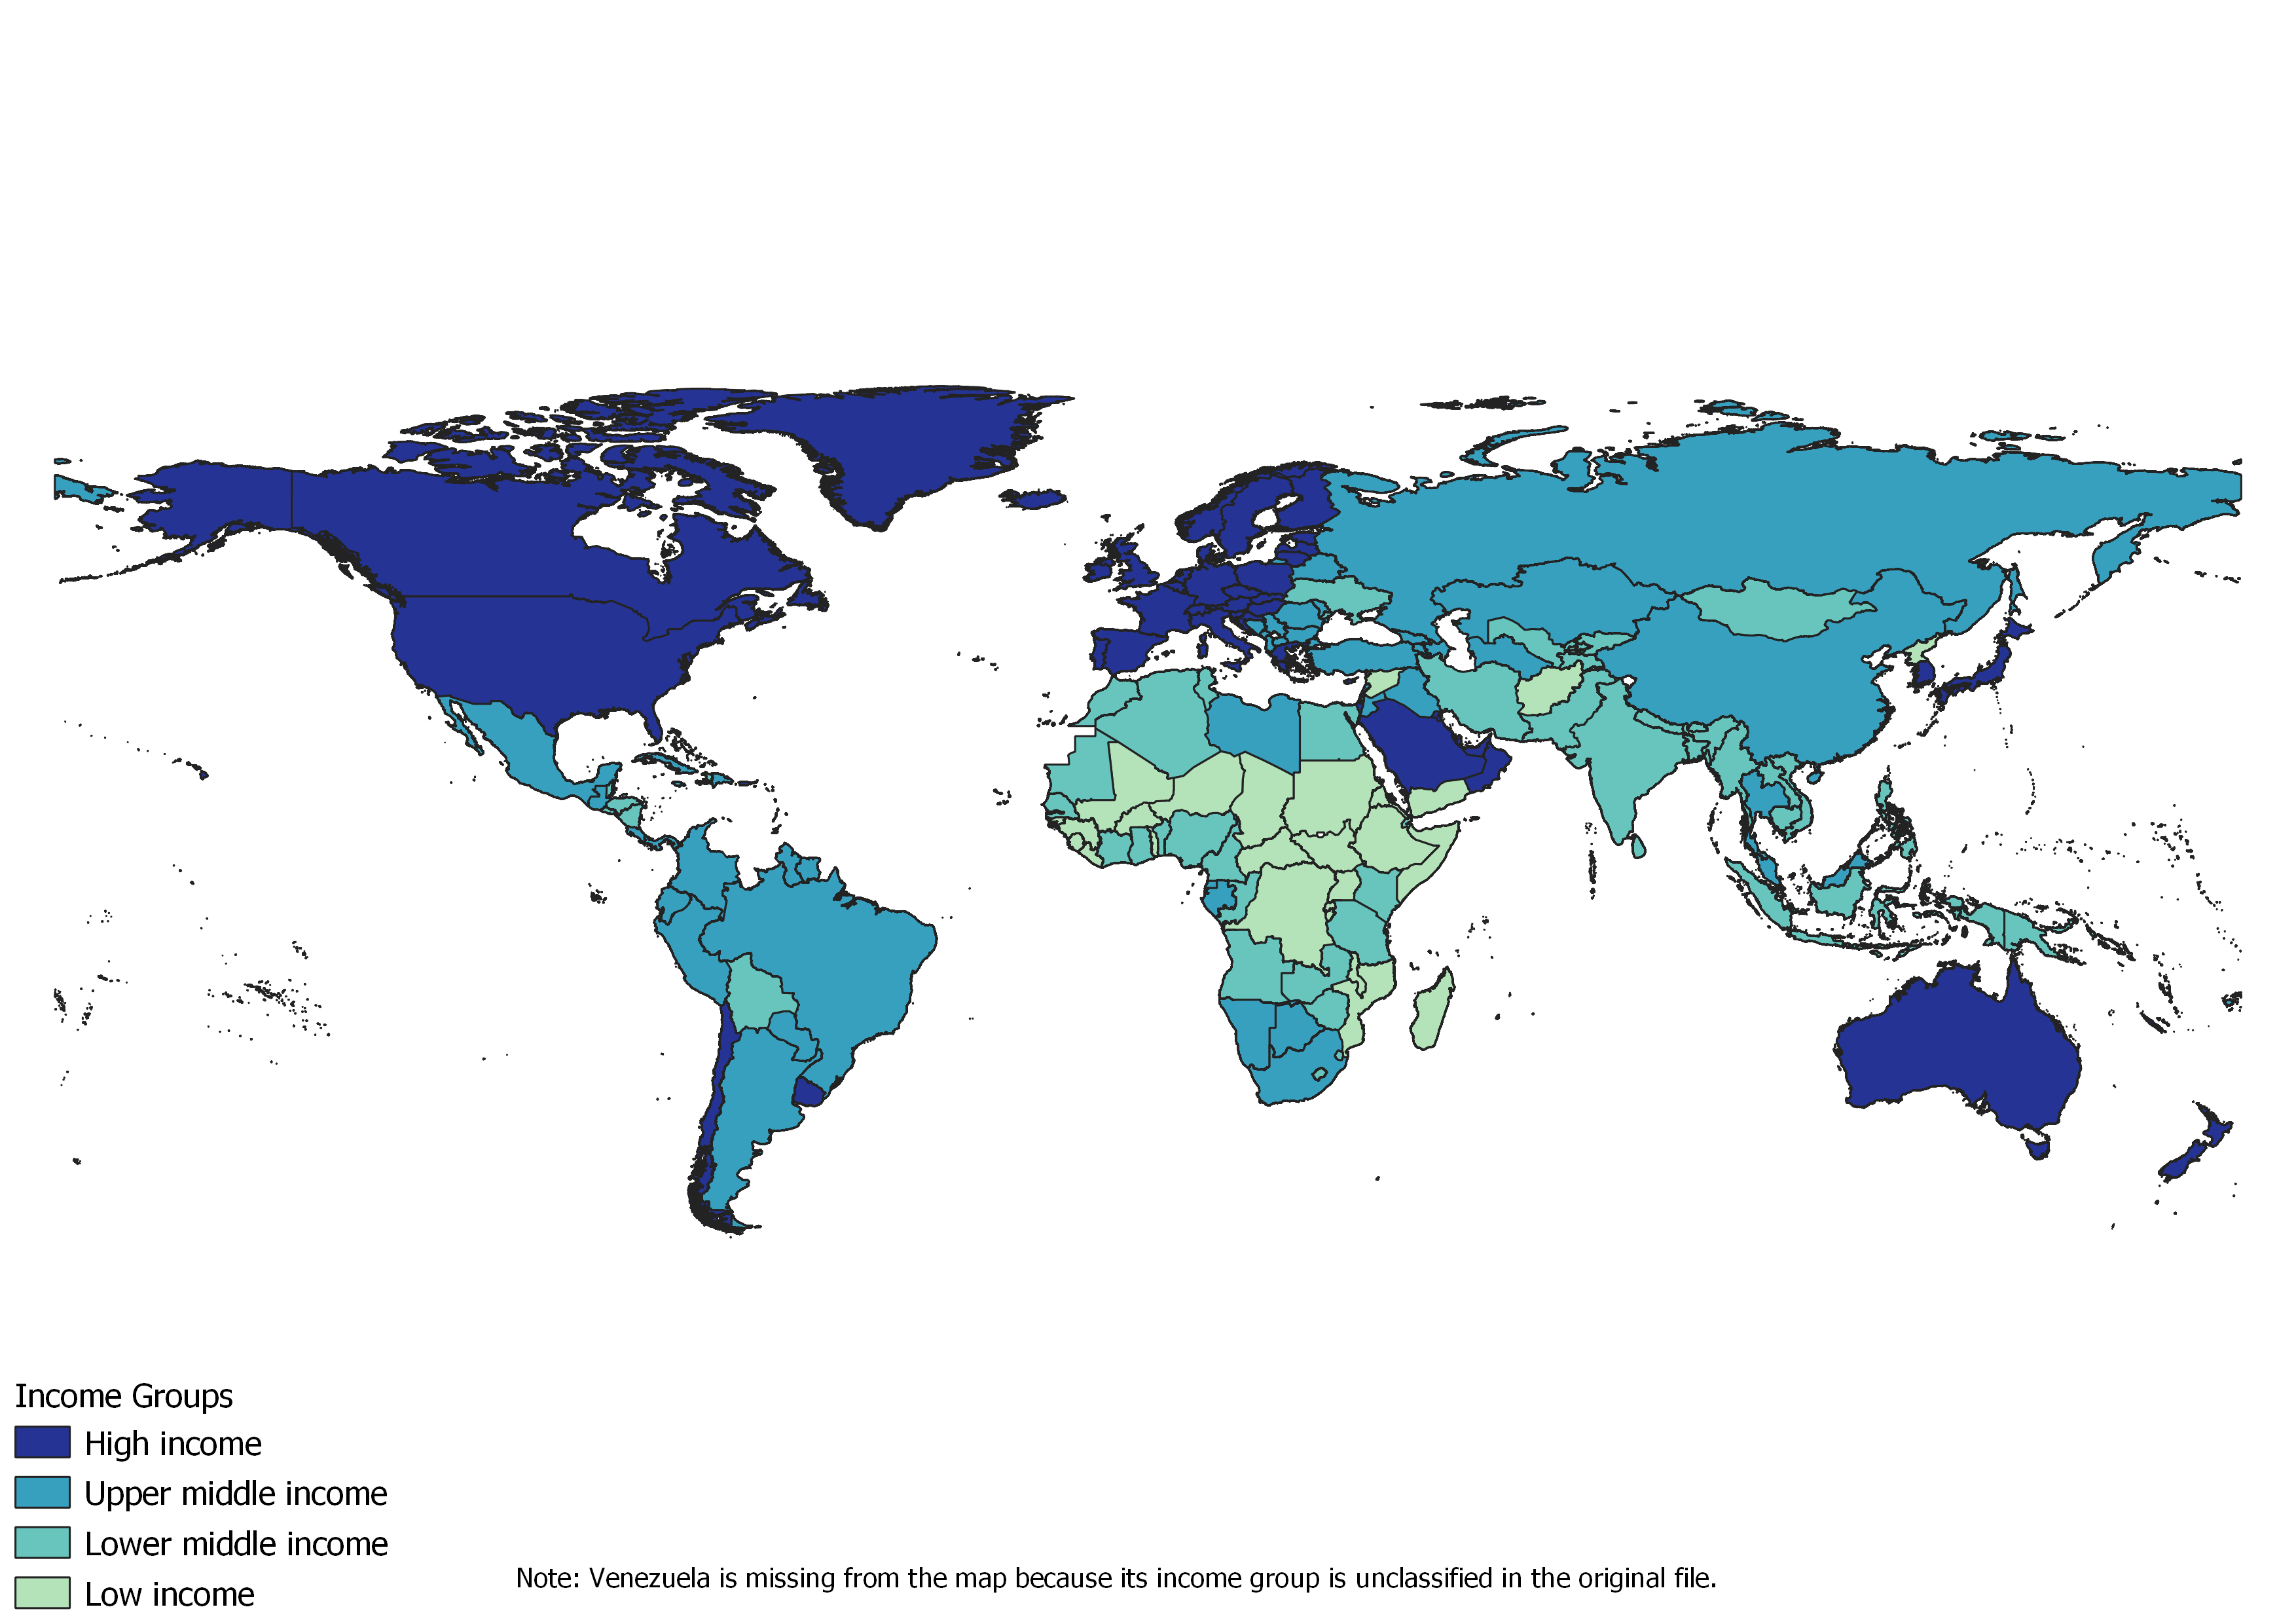 Income Groups
High income
Upper middle income
Lower middle income
Low income
Note: Venezuela is missing from the map because its income group is unclassified in the original file.